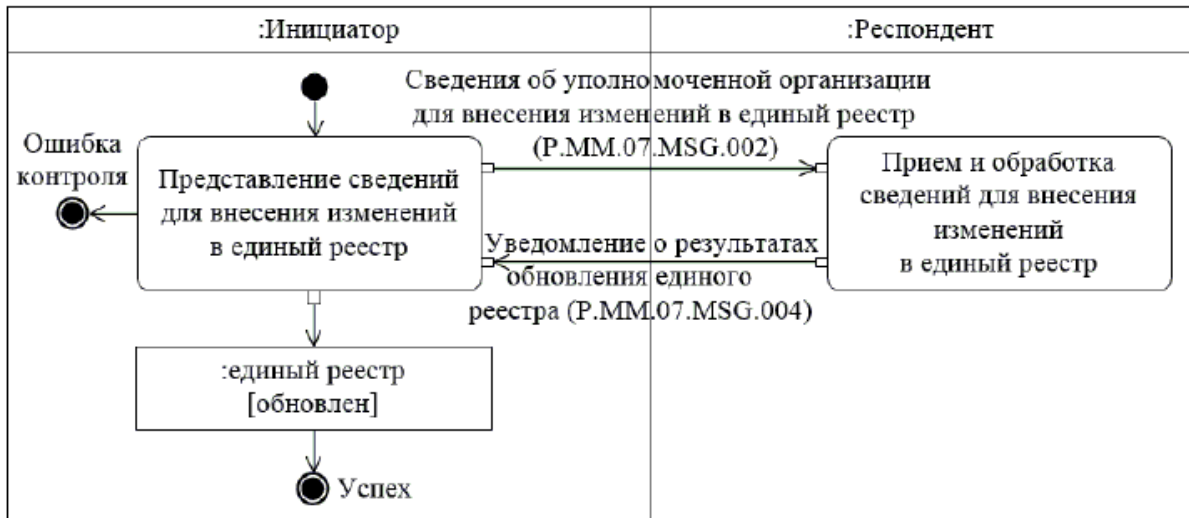 :Инициатор
:Респондент
Сведения об уполномоченной организации
для внесения изменений в единый реестр
(P.MM.07.MSG.002)
Ошибка
контроля
Представление сведений
для внесения изменений
в единый реестр
Прием и обработка
сведений для внесения
изменений
в единый реестр
Уведомление о результатах
обновления единого
реестра (P.MM.07.MSG.004)
:единый реестр
[обновлен]
Успех